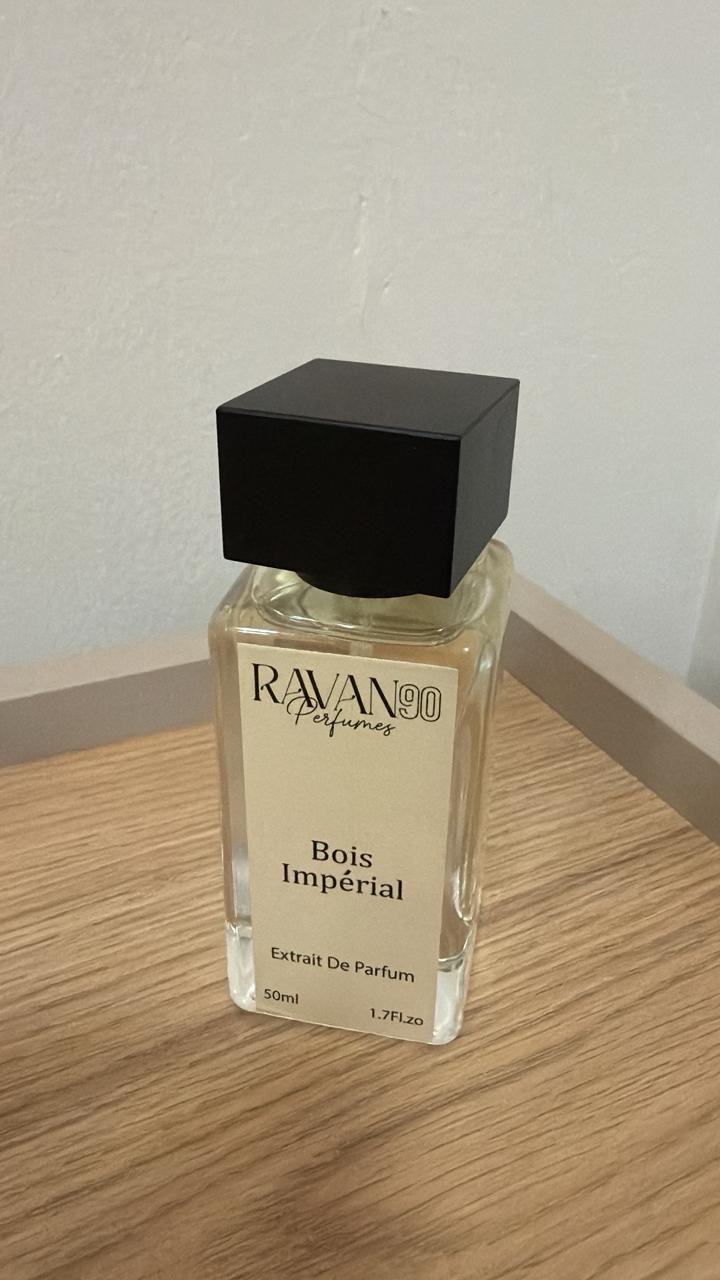 RAVAN90
Perfumes
Bois
Impérial
Extrait De Parfum
50ml
1.7Fl.zo